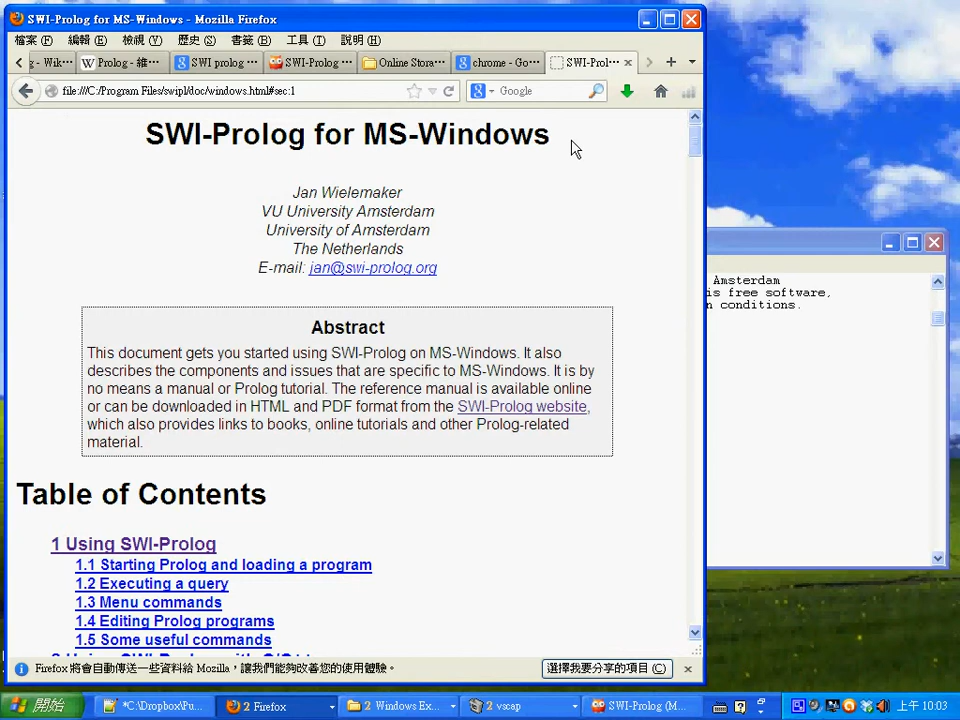 SWI-Prolog for MS-Windows - Mozilla Firefox
檔案 (F) 編輯 (E) 檢視 (V) 歷史 (S) 書籤 (B) 工具 (T) 說明 (H)
g - Wik... Prolog - 維... SWI prolog ... SWI-Prolog ... Online Stora... chrome - Go... SWI-Prol...
file:///C:/Program Files/swipl/doc/windows.html#sec:1 Google
SWI-Prolog for MS-Windows
Jan Wielemaker
VU University Amsterdam
University of Amsterdam
The Netherlands
E-mail: jan@swi-prolog.org
Abstract
This document gets you started using SWI-Prolog on MS-Windows. It also
describes the components and issues that are specific to MS-Windows. It is by
no means a manual or Prolog tutorial. The reference manual is available online
or can be downloaded in HTML and PDF format from the SWI-Prolog website,
which also provides links to books, online tutorials and other Prolog-related
material.
Table of Contents
1 Using SWI-Prolog
1.1 Starting Prolog and loading a program
1.2 Executing a query
1.3 Menu commands
1.4 Editing Prolog programs
1.5 Some useful commands
Amsterdam
is free software,
n conditions.
Firefox 將會自動傳送一些資料給 Mozilla，讓我們能夠改善您的使用體驗。 選擇我要分享的項目 (C)
開始 *C:\Dropbox\Pu... 2 Firefox 2 Windows Ex... 2 vscap SWI-Prolog (M... 上午 10:03